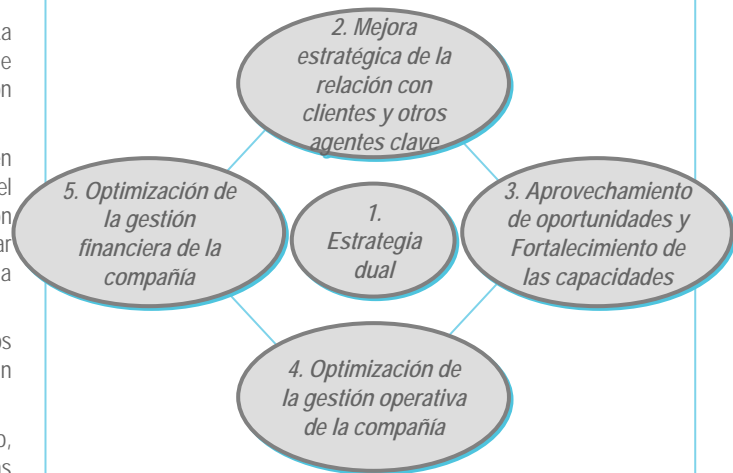 2. Mejora
estratégica de la
relación con
clientes y otros
agentes clave
5. Optimización de
la gestión
financiera de la
compañía
1.
Estrategia
dual
3. Aprovechamiento
de oportunidades y
Fortalecimiento de
las capacidades
4. Optimización de
la gestión operativa
de la compañía